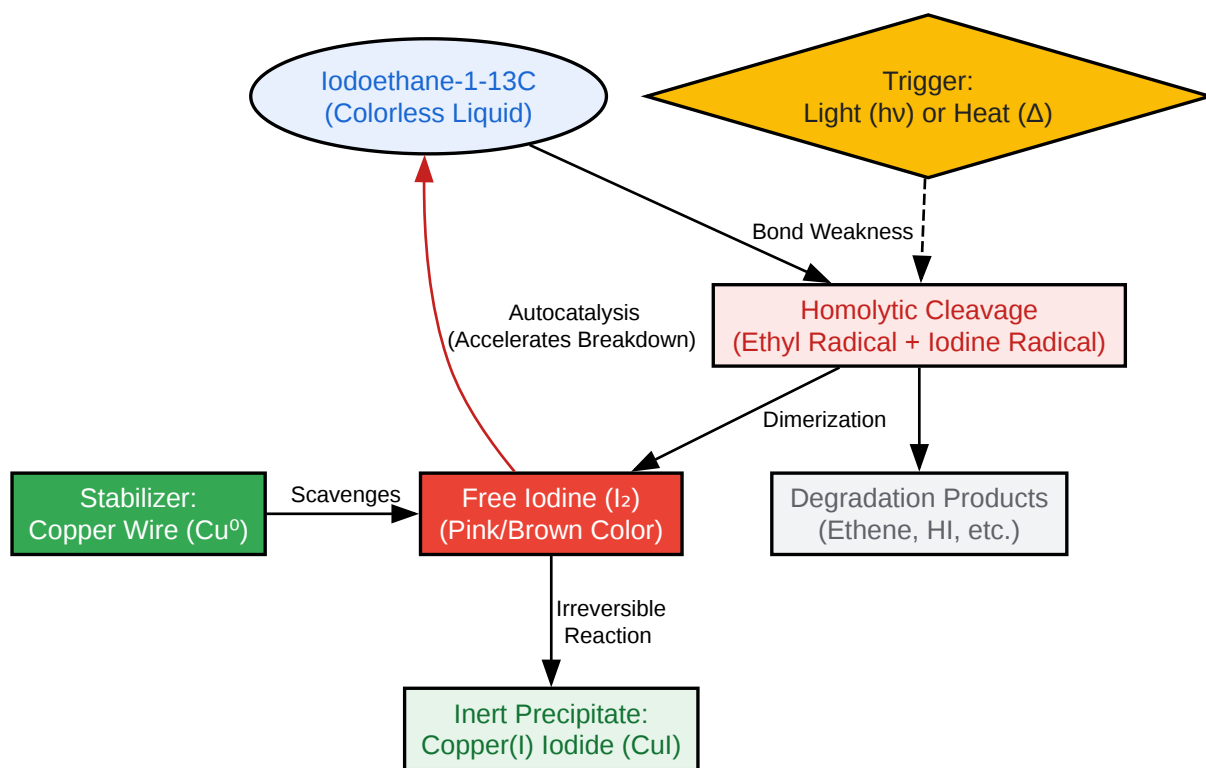 Iodoethane-1-13C
(Colorless Liquid)
Trigger:
Light (hν) or Heat (Δ)
Bond Weakness
Autocatalysis
(Accelerates Breakdown)
Homolytic Cleavage
(Ethyl Radical + Iodine Radical)
Dimerization
Stabilizer:
Copper Wire (Cu⁰)
Scavenges
Free Iodine (I₂)
(Pink/Brown Color)
Degradation Products
(Ethene, HI, etc.)
Irreversible
Reaction
Inert Precipitate:
Copper(I) Iodide (CuI)